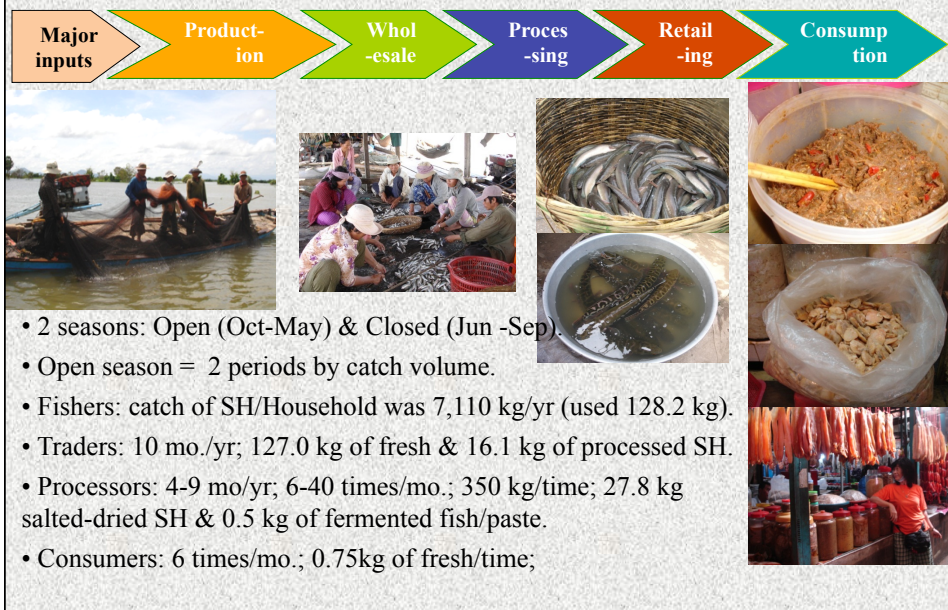 Major
inputs
Product-
ion
Whol
-esale
Proces
-sing
Retail
-ing
Consump
tion
• 2 seasons: Open (Oct-May) & Closed (Jun -Sep).
• Open season =  2 periods by catch volume.
• Fishers: catch of SH/Household was 7,110 kg/yr (used 128.2 kg).
• Traders: 10 mo./yr; 127.0 kg of fresh & 16.1 kg of processed SH.
• Processors: 4-9 mo/yr; 6-40 times/mo.; 350 kg/time; 27.8 kg
salted-dried SH & 0.5 kg of fermented fish/paste.
• Consumers: 6 times/mo.; 0.75kg of fresh/time;